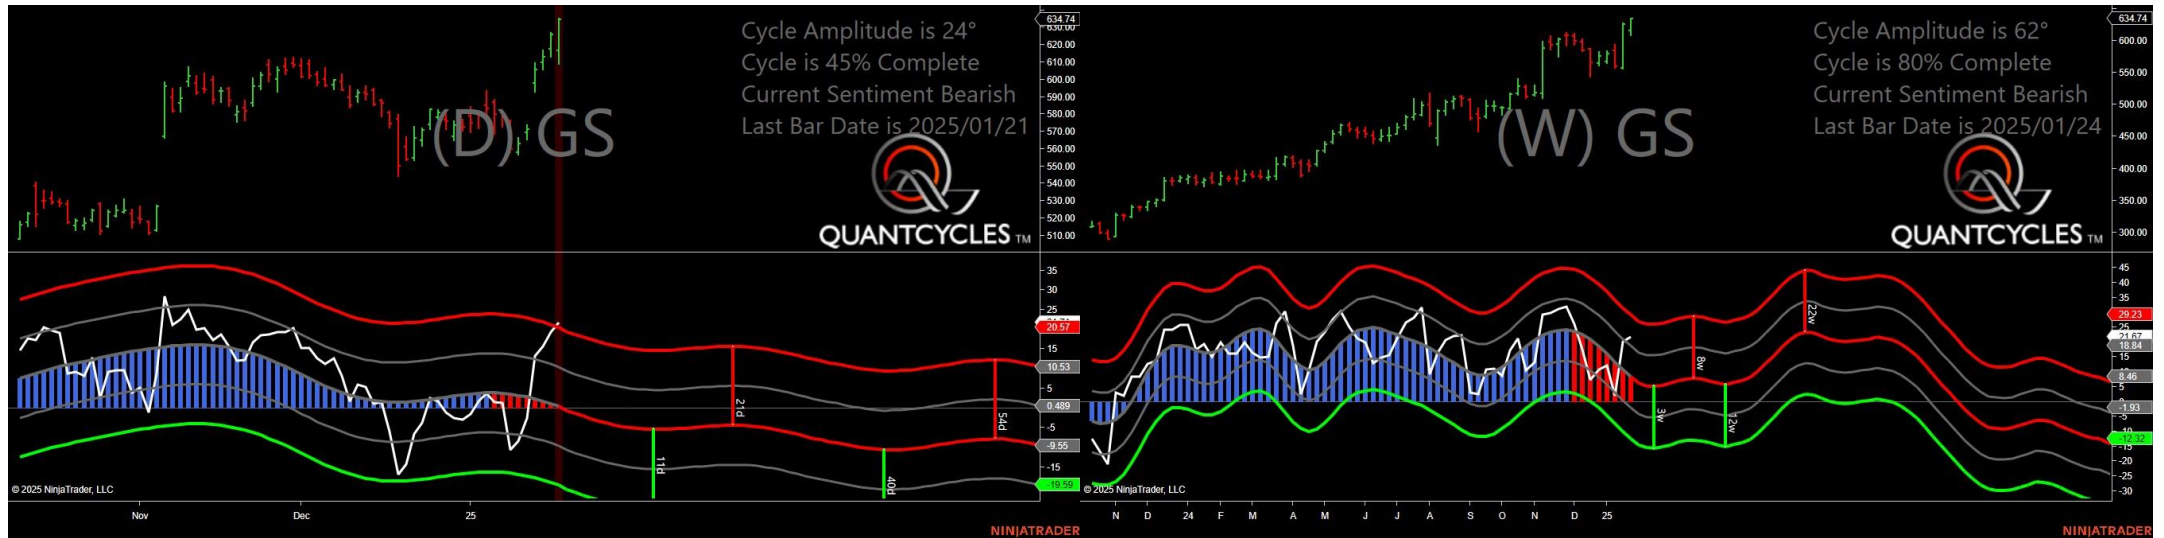 Cycle Amplitude is 24°
Cycle is 45% Complete
Current Sentiment Bearish
Last Bar Date is 2025/01/21
(D) GS
QUANTCYCLES TM
634.74
630.00
620.00
610.00
600.00
590.00
580.00
570.00
560.00
550.00
540.00
530.00
520.00
510.00
35
30
25
20.57
15
10.53
5
0.489
-5
-9.55
-15
-19.59
11d
21d
40d
54d
© 2025 NinjaTrader, LLC
Nov
Dec
25
NINJATRADER
Cycle Amplitude is 62°
Cycle is 80% Complete
Current Sentiment Bearish
Last Bar Date is 2025/01/24
(W) GS
QUANTCYCLES TM
634.74
600.00
550.00
500.00
450.00
400.00
350.00
300.00
45
40
35
29.23
25
21.67
18.84
15
8.46
5
-1.93
-5
-12.32
-15
-20
-25
-30
3w
8w
12w
22w
© 2025 NinjaTrader, LLC
N D 24 F M A M J J A S O N D 25
NINJATRADER